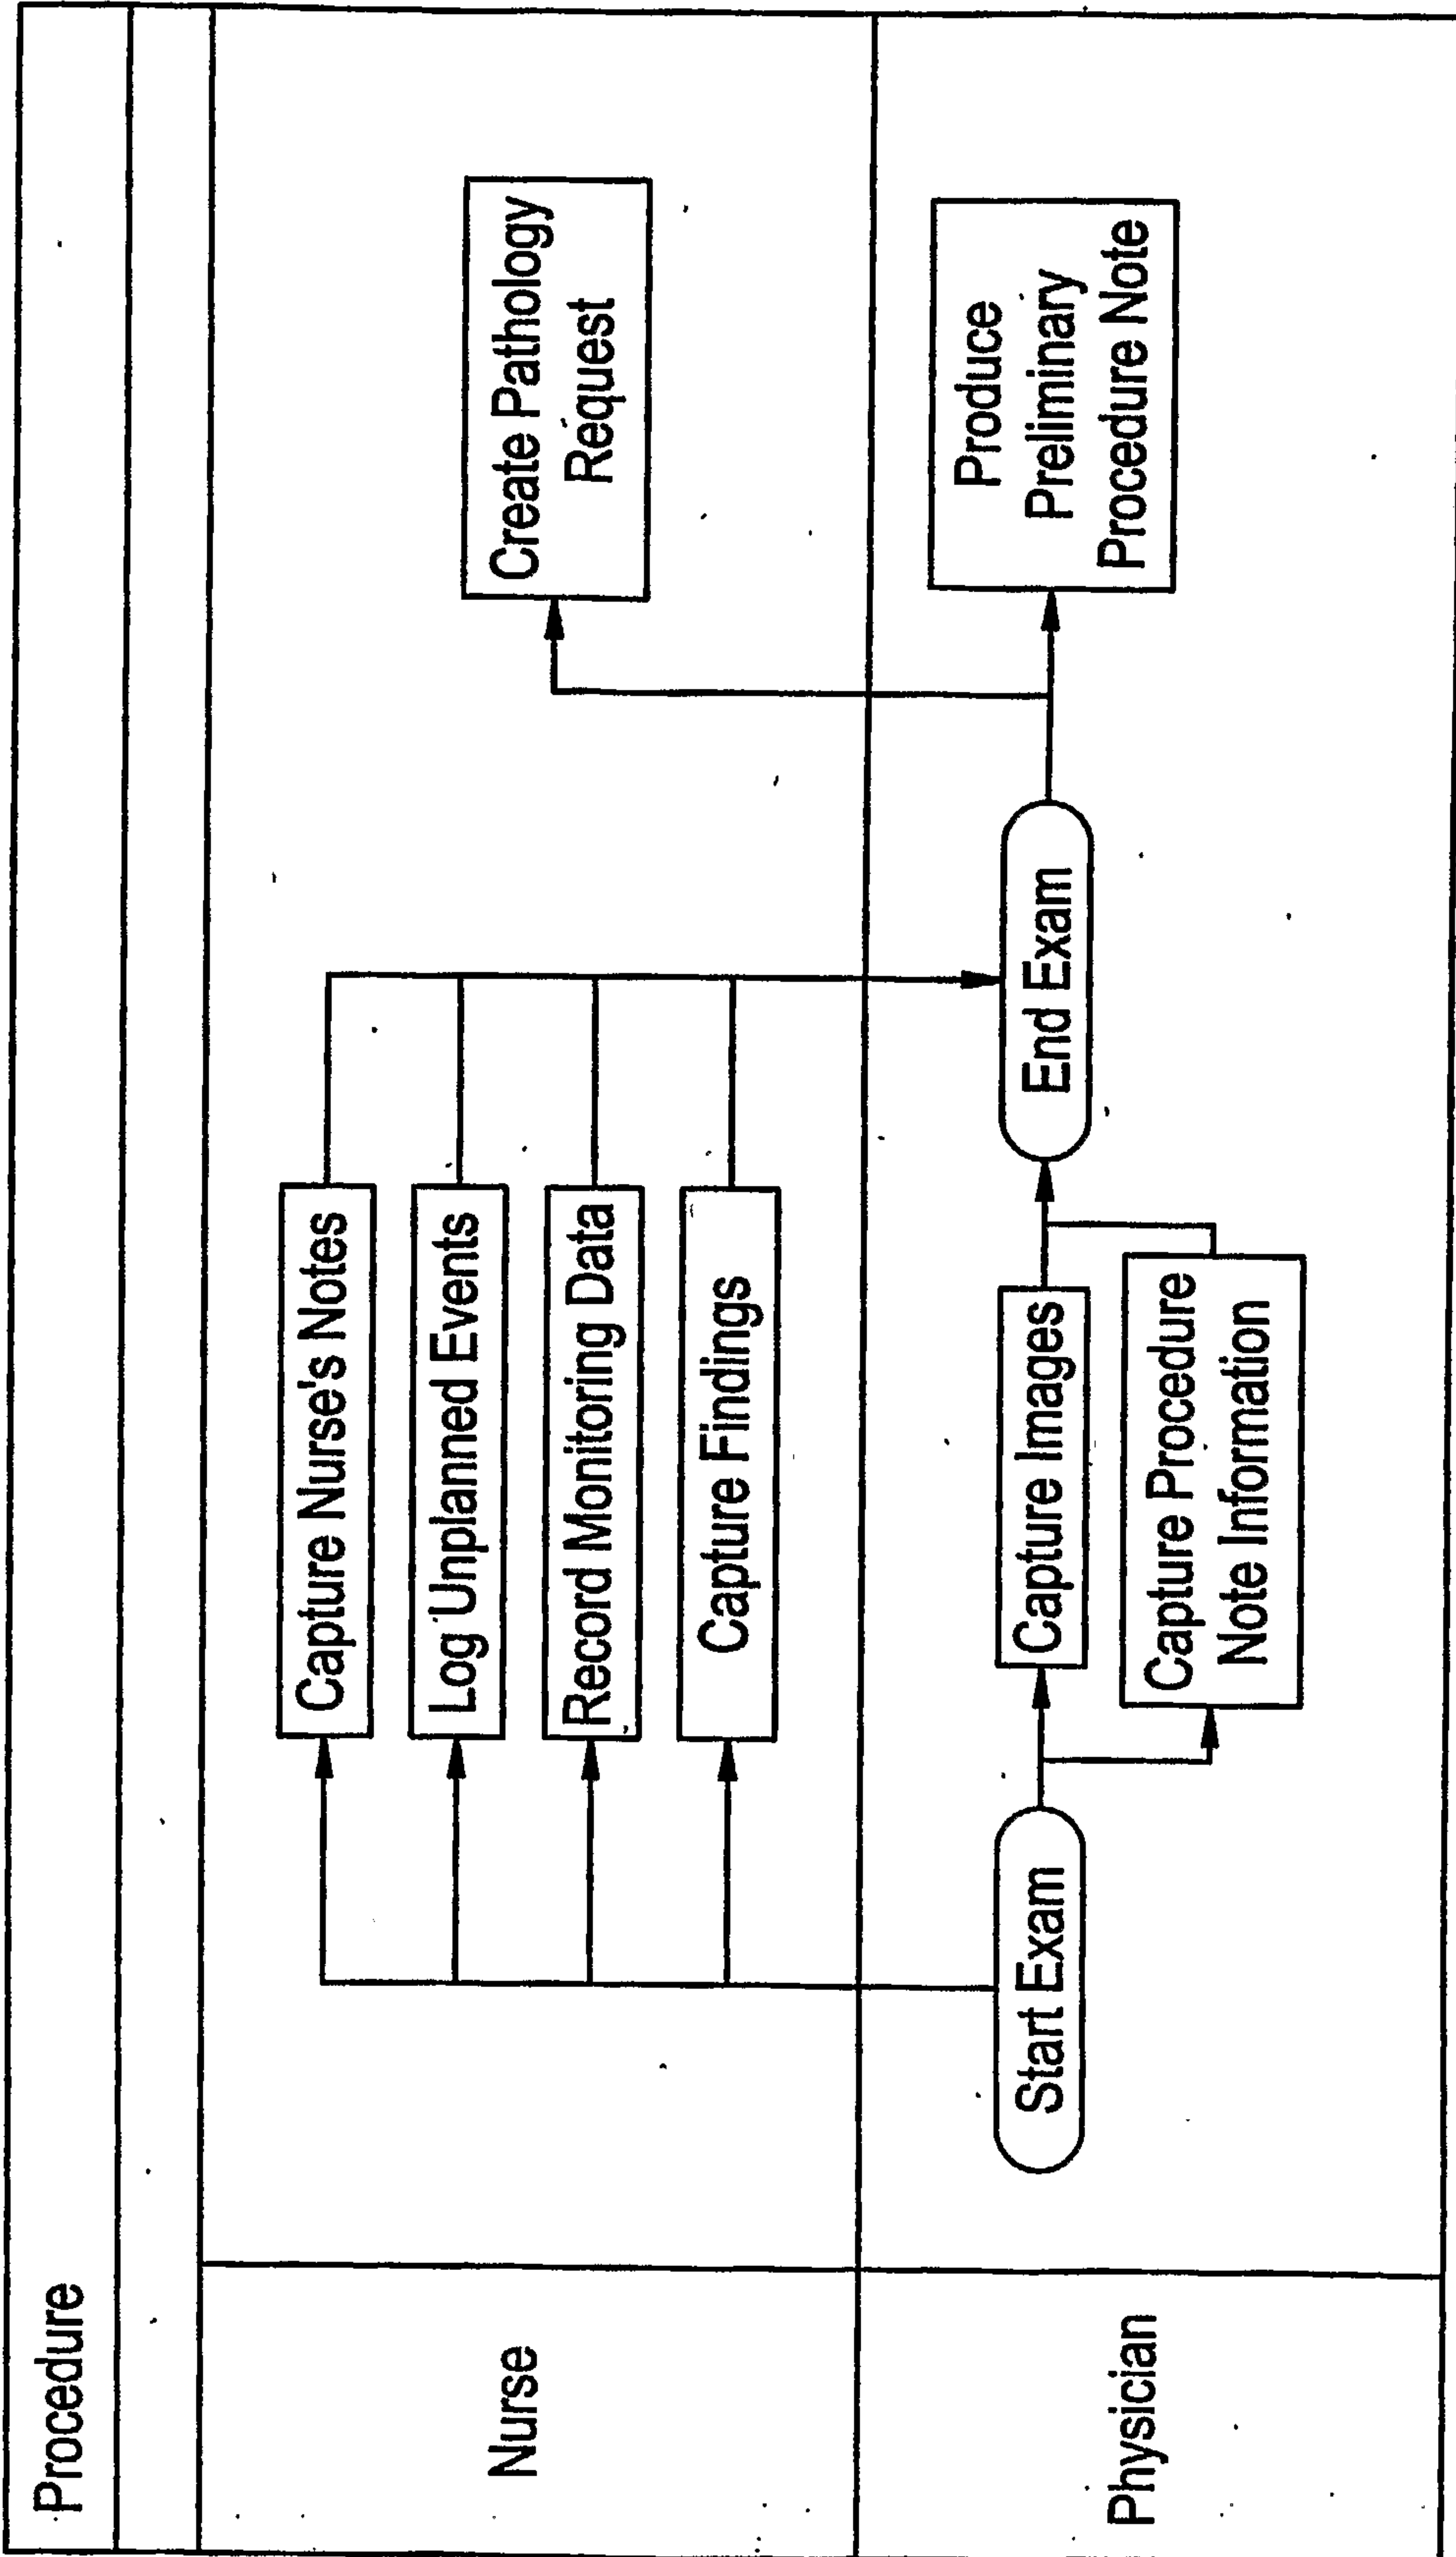 Procedure
Nurse
Capture Nurse's Notes
Log Unplanned Events
Record Monitoring Data
Capture Findings
Create Pathology
Request
Physician
Start Exam
Capture Images
Capture Procedure
Note Information
End Exam
Produce
Preliminary
Procedure Note